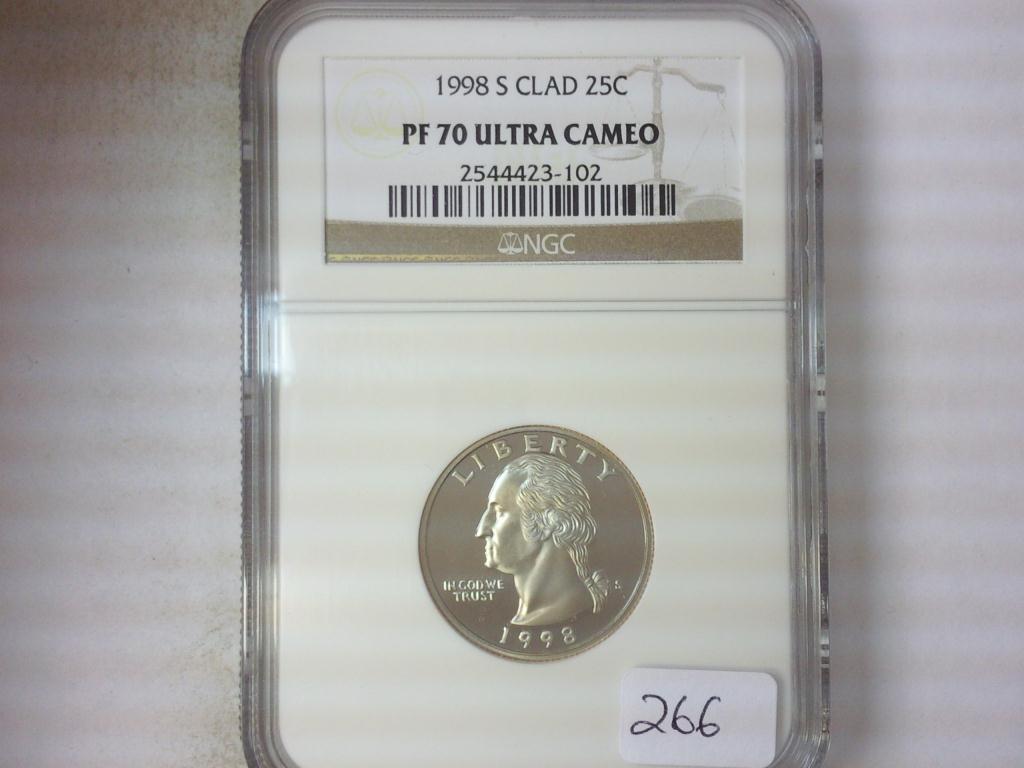 1998 S CLAD 25C
PF 70 ULTRA CAMEO
2544423-102
NGC
LIBERTY
IN GOD WE
TRUST
S
1998
266